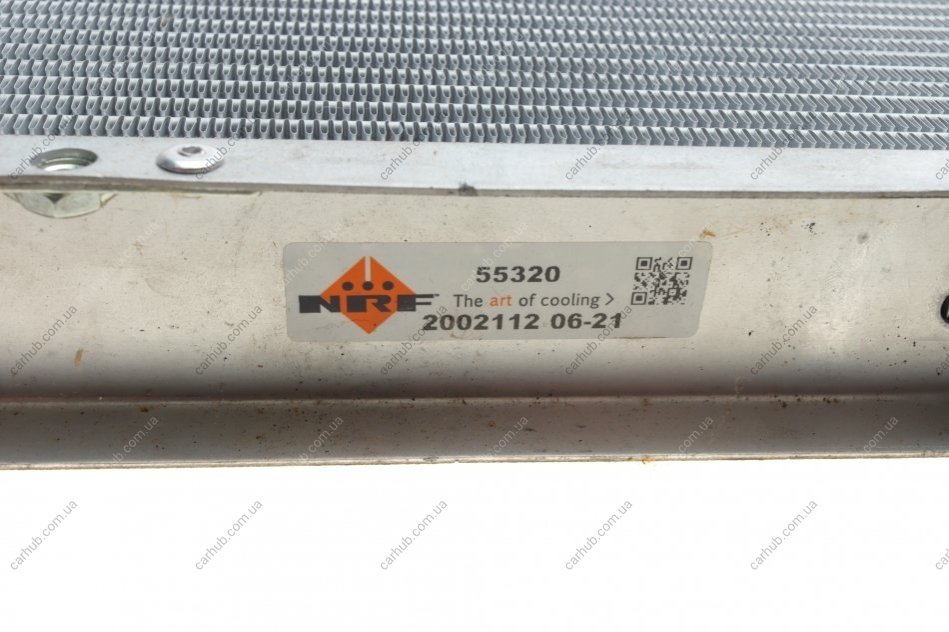 55320
NRF The art of cooling >
2002112 06-21
carhub.com.ua